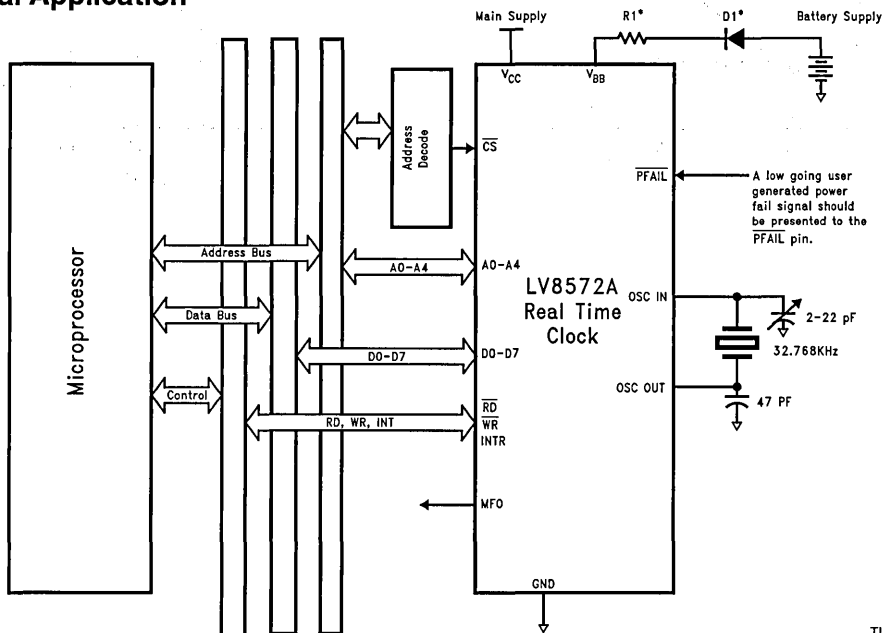 al Application
Main Supply
R1*
D1*
Battery Supply
VCC
VBB
Address Decode
CS
PFAIL
A low going user
generated power
fail signal should
be presented to the
PFAIL pin.
Microprocessor
Address Bus
A0-A4
A0-A4
LV8572A
Real Time
Clock
OSC IN
2-22 pF
Data Bus
32.768KHz
D0-D7
D0-D7
OSC OUT
Control
47 PF
RD
RD, WR, INT
WR
INTR
MFO
GND